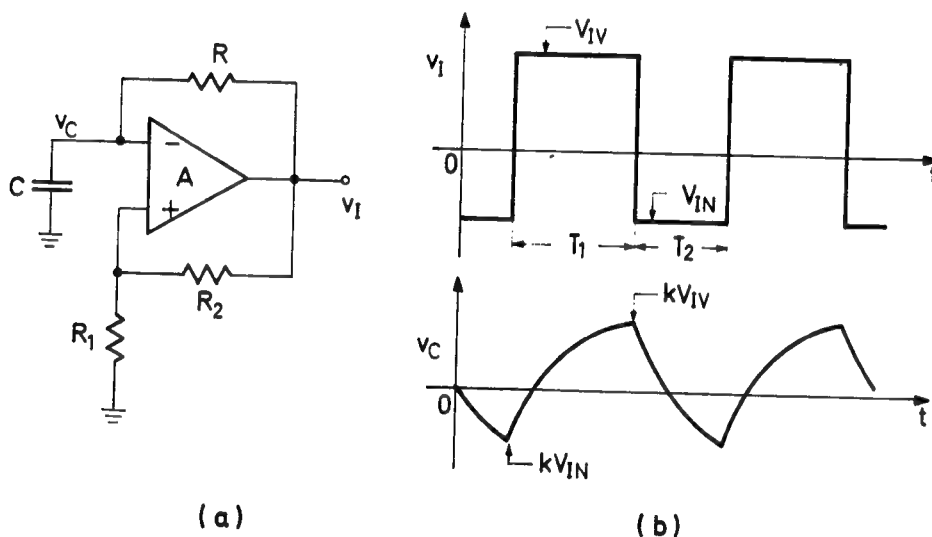 R
v_C
C
−
A
+
v_I
R_2
R_1
(a)
V_IV
v_I
0
V_IN
T_1
T_2
kV_IV
v_C
0
t
kV_IN
(b)